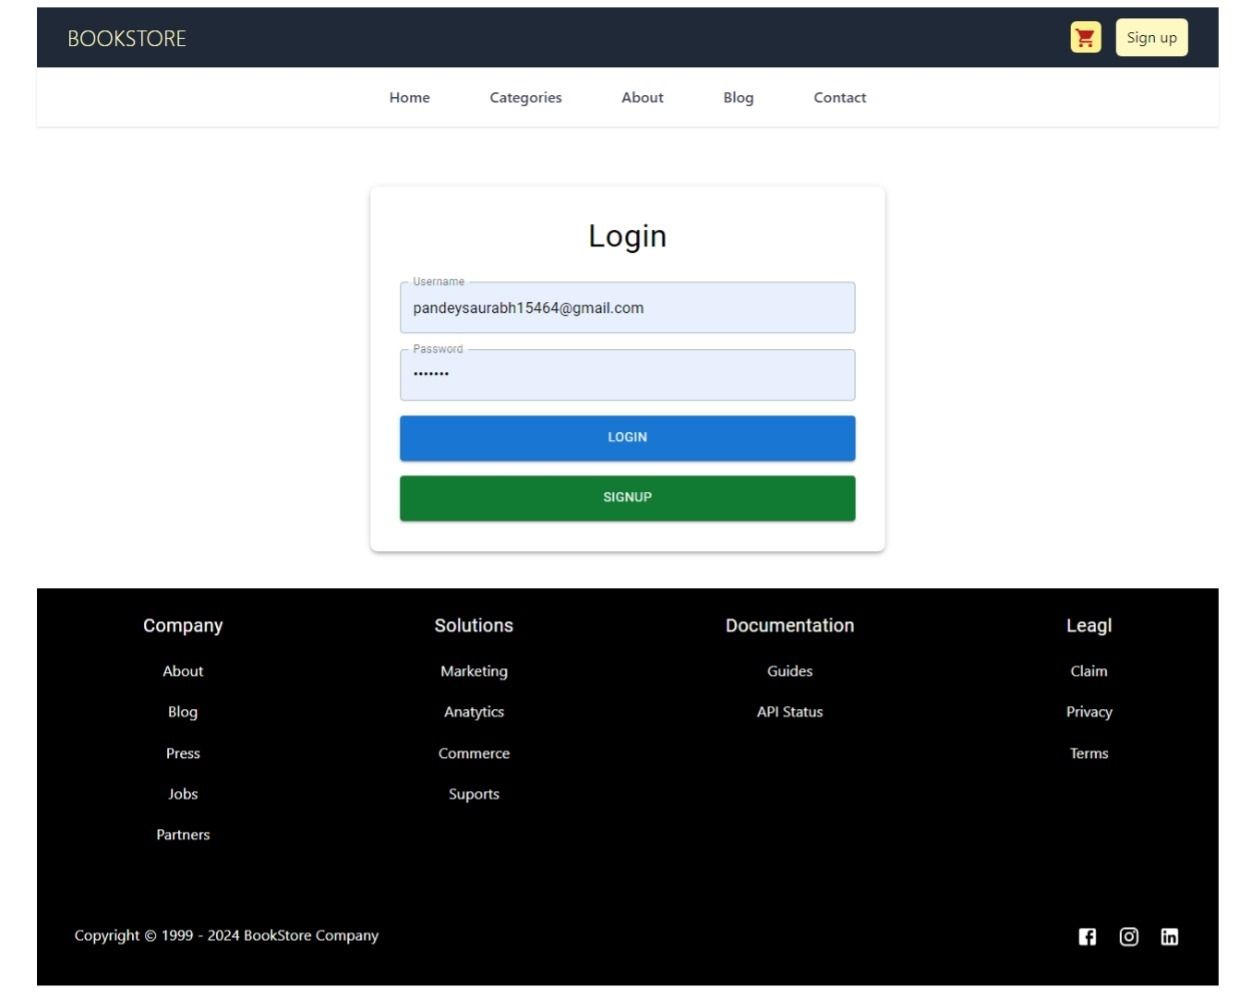 BOOKSTORE
Sign up
Home Categories About Blog Contact
Login
Username
pandeysaurabh15464@gmail.com
Password
•••••••
LOGIN
SIGNUP
Company Solutions Documentation Leagl
About Marketing Guides Claim
Blog Anatytics API Status Privacy
Press Commerce Terms
Jobs Suports
Partners
Copyright © 1999 - 2024 BookStore Company